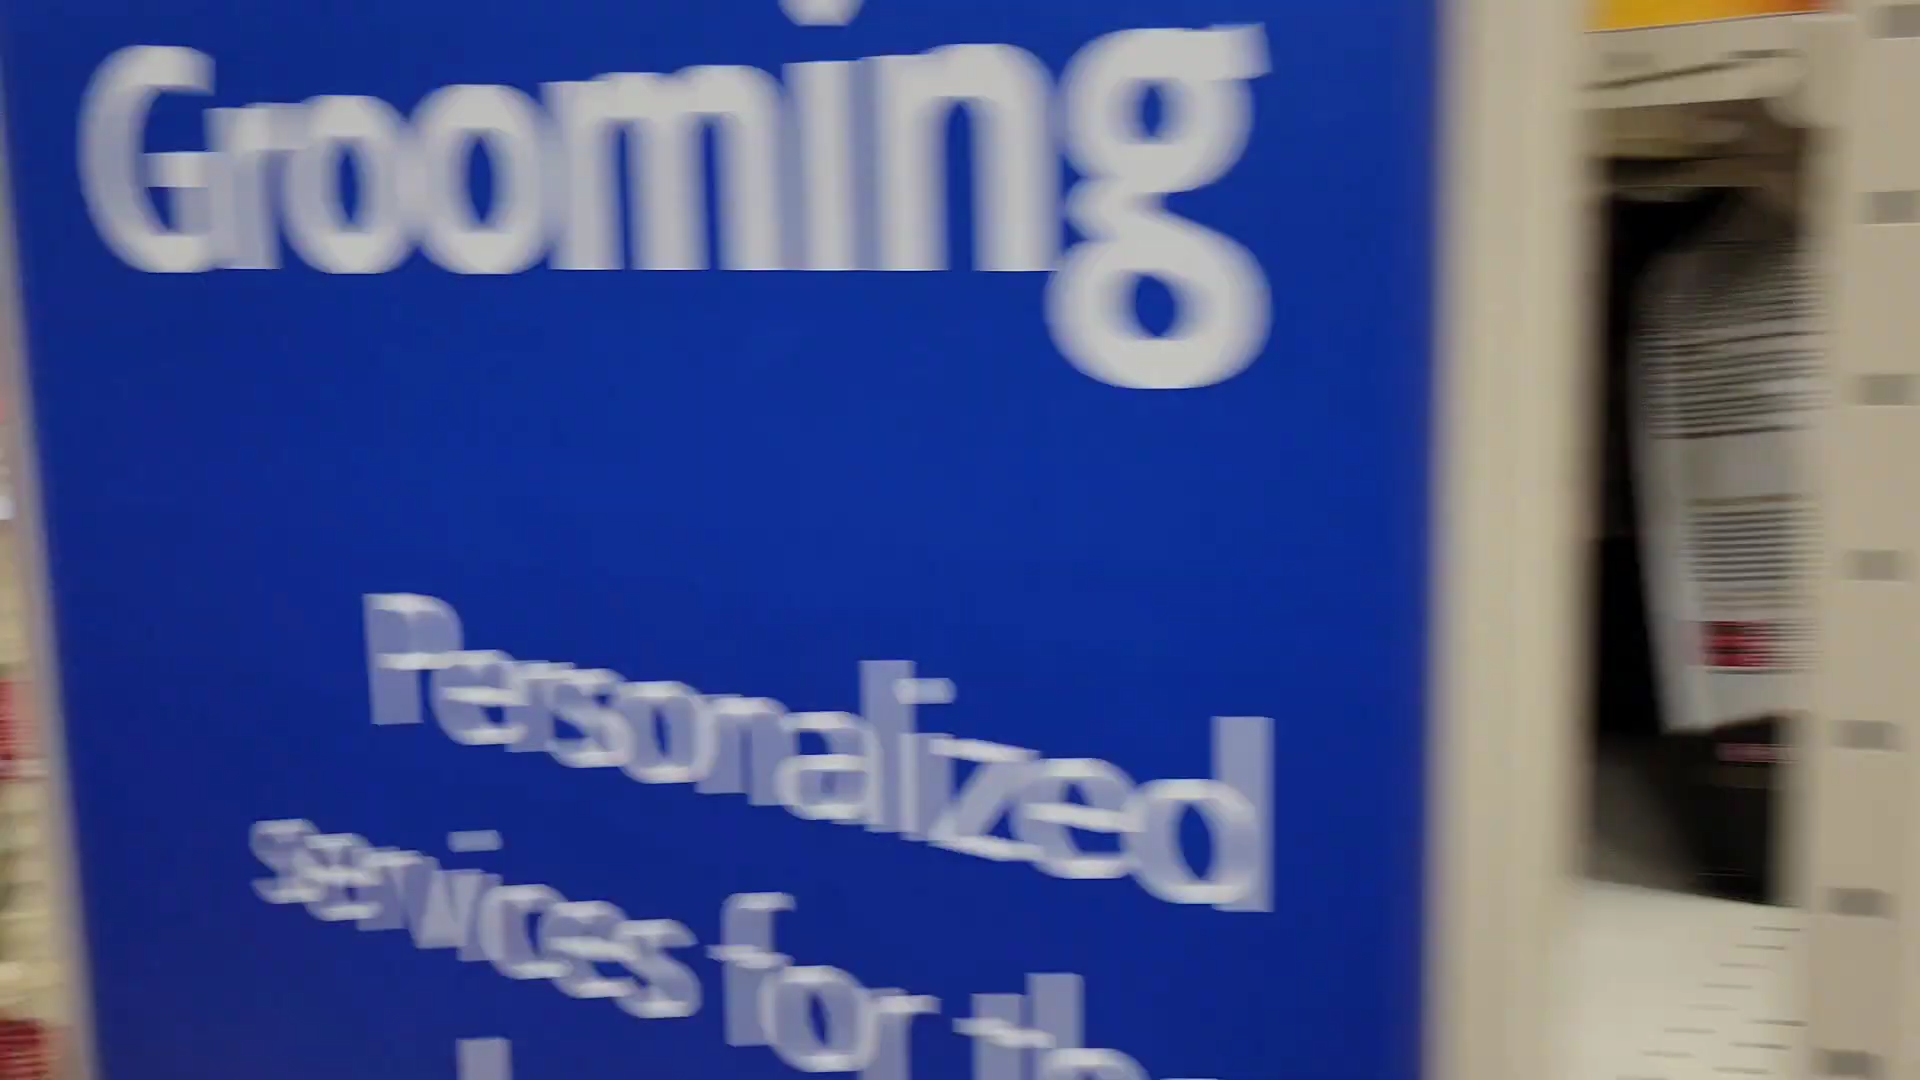 Grooming
Personalized
services for the